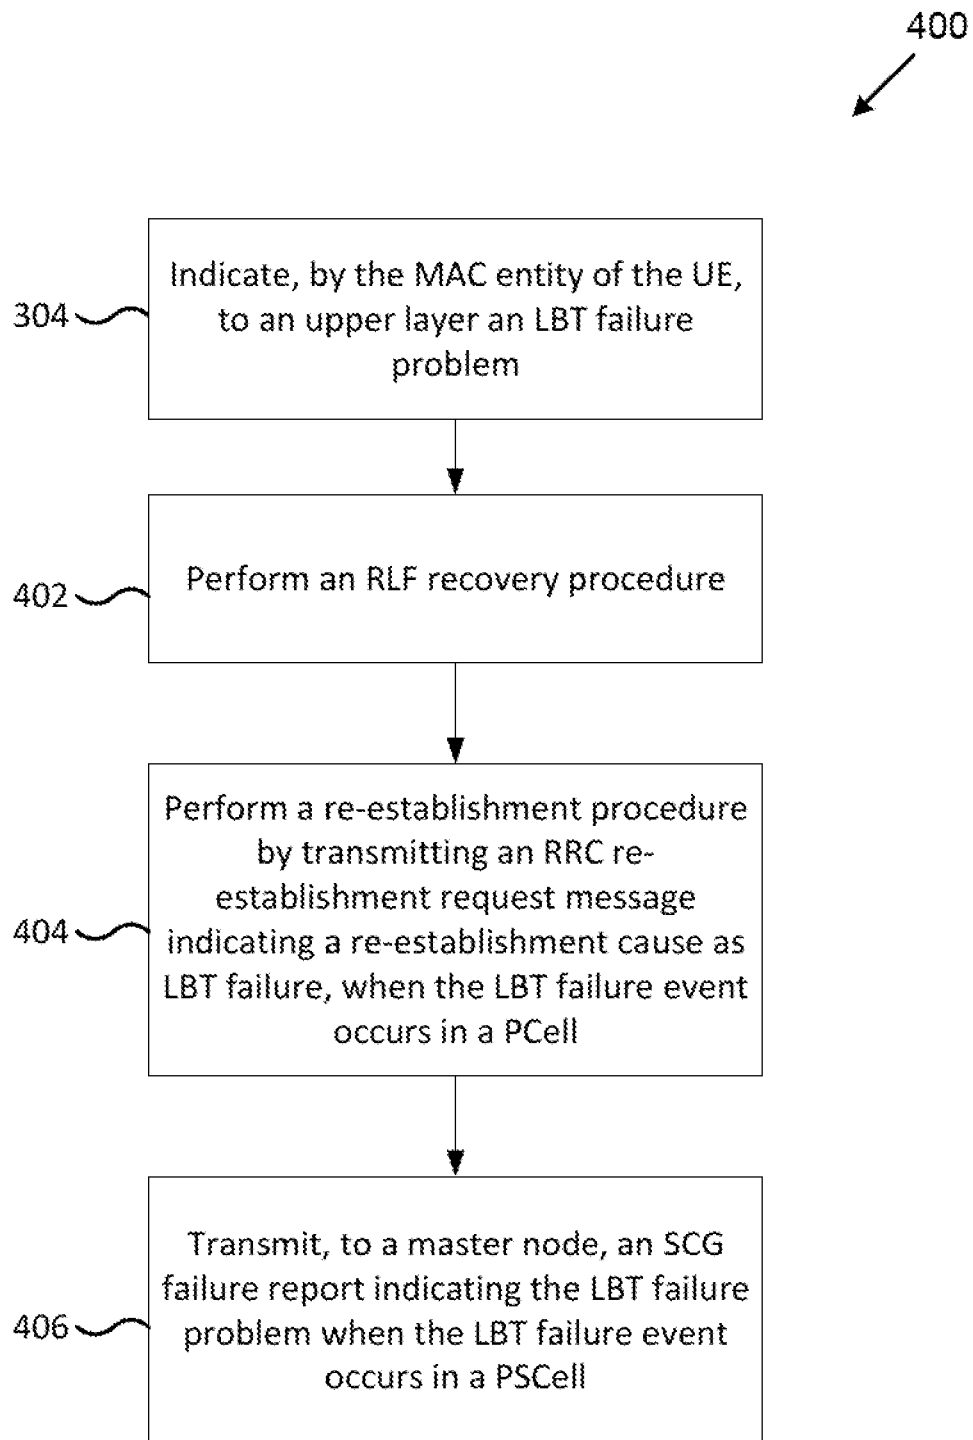 400
304
Indicate, by the MAC entity of the UE,
to an upper layer an LBT failure
problem
402
Perform an RLF recovery procedure
404
Perform a re-establishment procedure
by transmitting an RRC re-
establishment request message
indicating a re-establishment cause as
LBT failure, when the LBT failure event
occurs in a PCell
406
Transmit, to a master node, an SCG
failure report indicating the LBT failure
problem when the LBT failure event
occurs in a PSCell